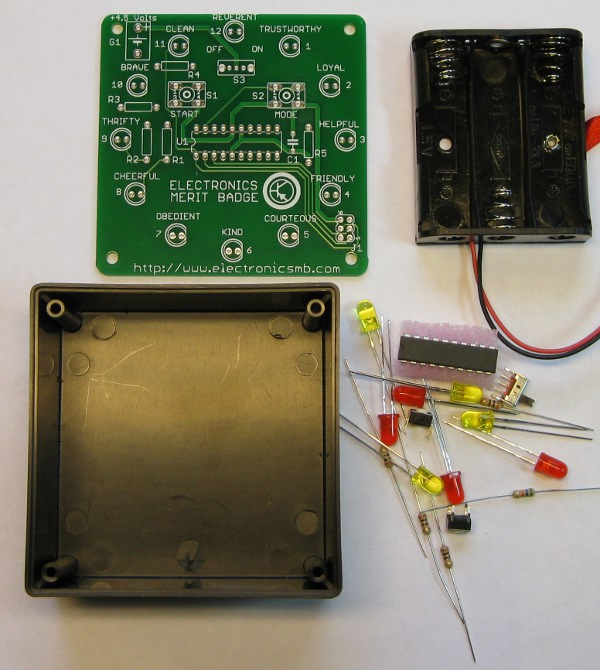 +4.5 Volts
REVERENT
CLEAN
12
TRUSTWORTHY
G1
11
OFF
ON
1
BRAVE
R4
S3
LOYAL
10
S1
S2
2
R3
START
MODE
THRIFTY
HELPFUL
9
U1
3
R2
R1
C1
R5
CHEERFUL
FRIENDLY
8
ELECTRONICS
MERIT BADGE
4
OBEDIENT
COURTEOUS
7
KIND
5
6
J1
http://www.electronicsmb.com